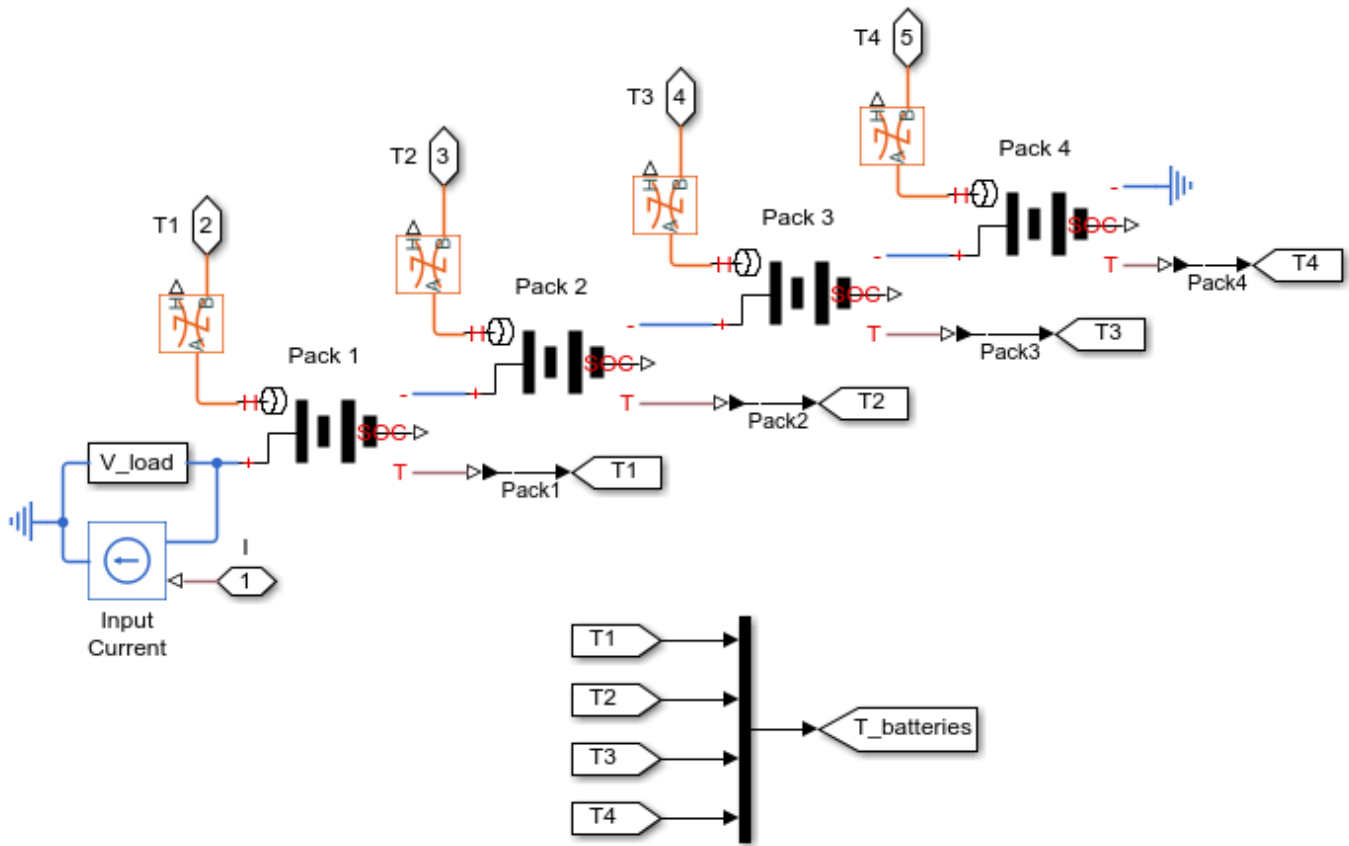 T4
5
H
B
A
Pack 4
-
H
SOC
+
T
Pack4
T4
T3
4
H
B
A
Pack 3
-
H
SOC
+
T
Pack3
T3
T2
3
H
B
A
Pack 2
-
H
SOC
+
T
Pack2
T2
T1
2
H
B
A
Pack 1
-
H
SOC
+
T
Pack1
T1
V_load
I
1
Input
Current
T1
T2
T3
T4
T_batteries